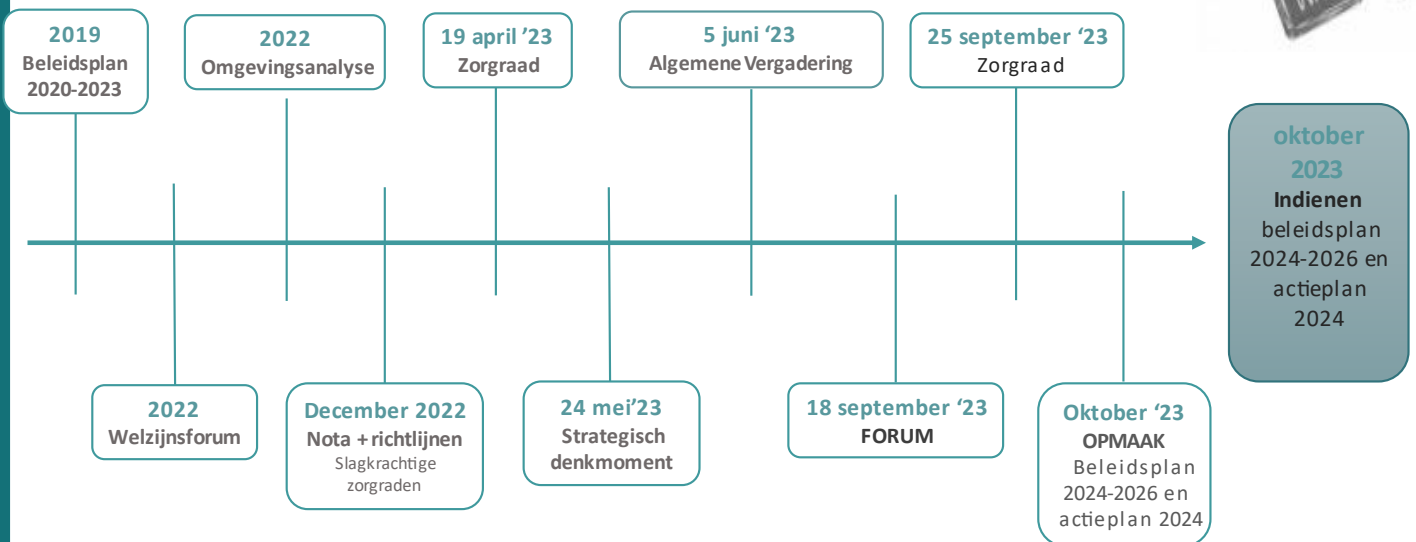 2019
Beleidsplan
2020-2023
2022
Omgevingsanalyse
19 april ’23
Zorgraad
5 juni ‘23
Algemene Vergadering
25 september ‘23
Zorgraad
oktober
2023
Indienen
beleidsplan
2024-2026 en
actieplan
2024
2022
Welzijnsforum
December 2022
Nota + richtlijnen
Slagkrachtige
zorgraden
24 mei’23
Strategisch
denkmoment
18 september ‘23
FORUM
Oktober ‘23
OPMAAK
Beleidsplan
2024-2026 en
actieplan 2024